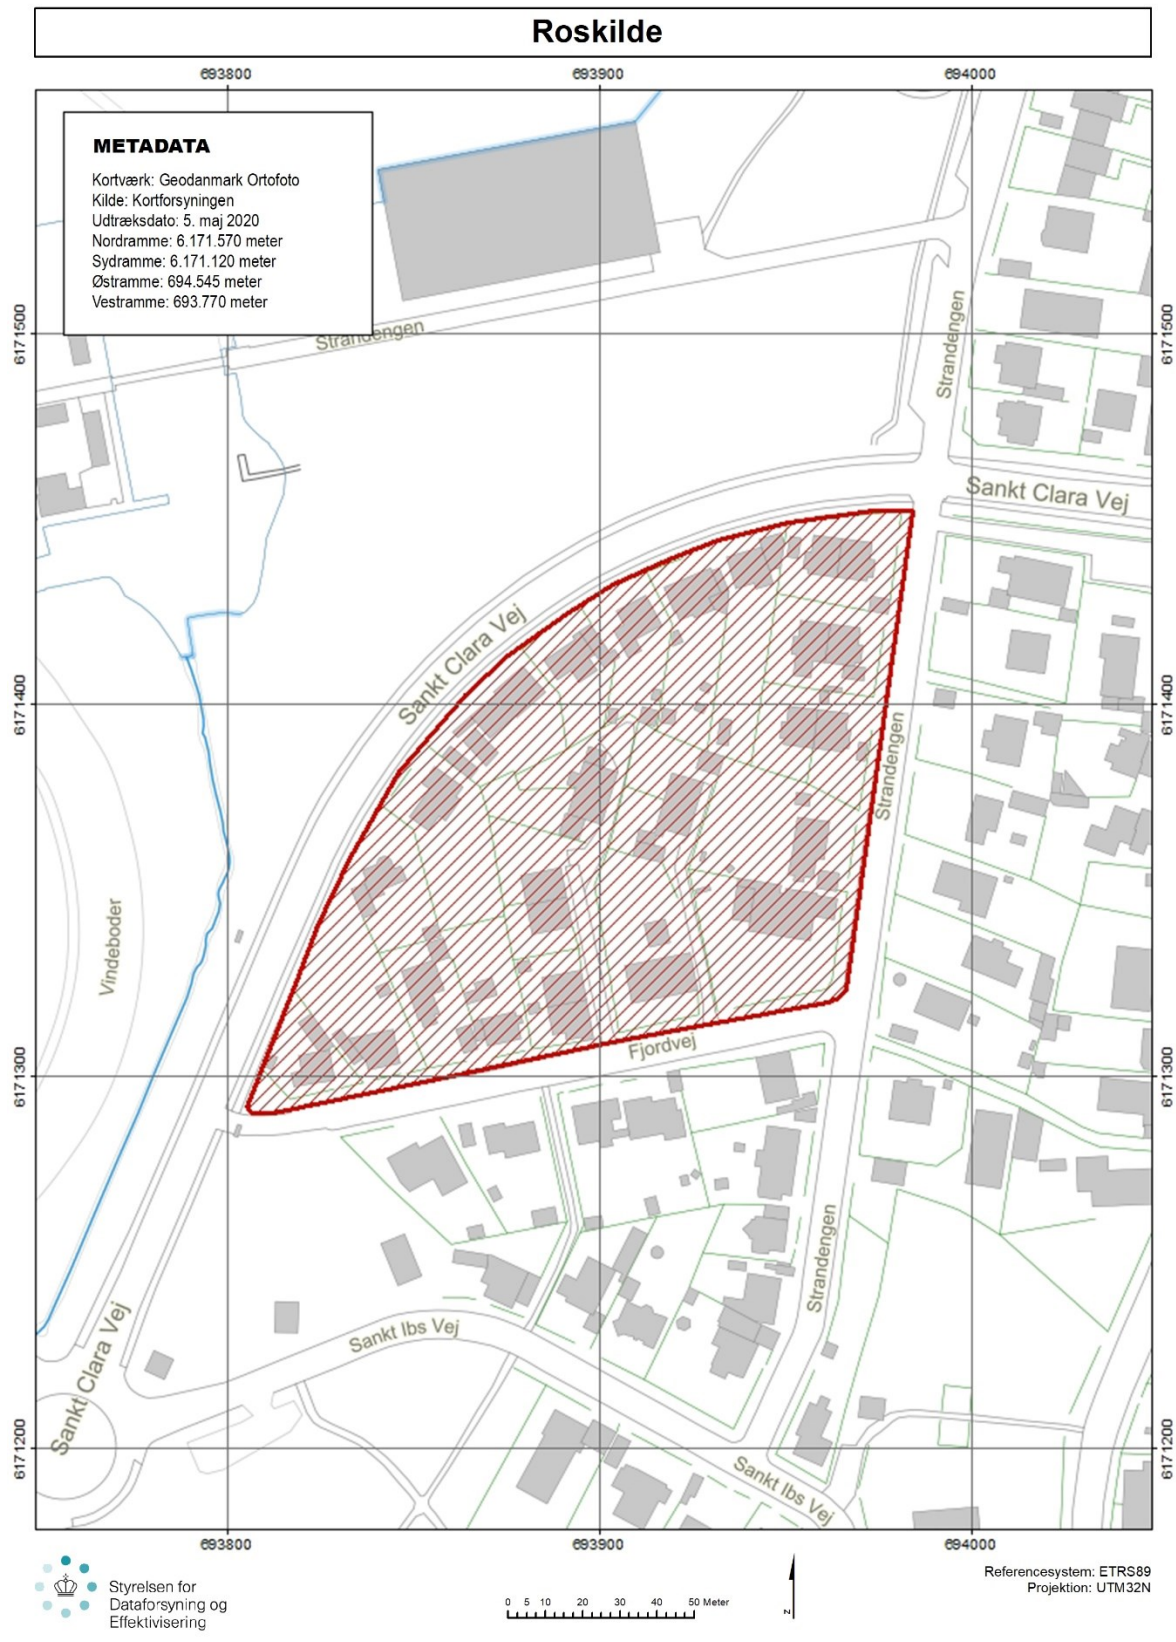 Roskilde
693800
693900
694000
METADATA
Kortværk: Geodanmark Ortofoto
Kilde: Kortforsyningen
Udtræksdato: 5. maj 2020
Nordramme: 6.171.570 meter
Sydramme: 6.171.120 meter
Østramme: 694.545 meter
Vestramme: 693.770 meter
6171500
Strandengen
Strandengen
6171500
Sankt Clara Vej
Sankt Clara Vej
6171400
Strandengen
6171400
Vindeboder
6171300
Fjordvej
6171300
Strandengen
Sankt Clara Vej
Sankt Ibs Vej
6171200
Sankt Ibs Vej
6171200
693800
693900
694000
Styrelsen for
Dataforsyning og
Effektivisering
0 5 10 20 30 40 50 Meter
N
Referencesystem: ETRS89
Projektion: UTM32N